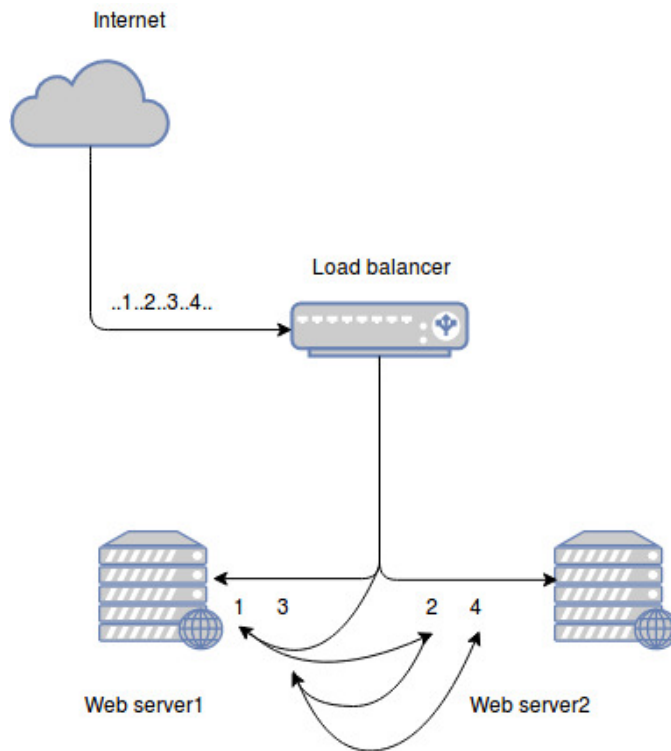 Internet
..1..2..3..4..
Load balancer
1 3 2 4
Web server1 Web server2